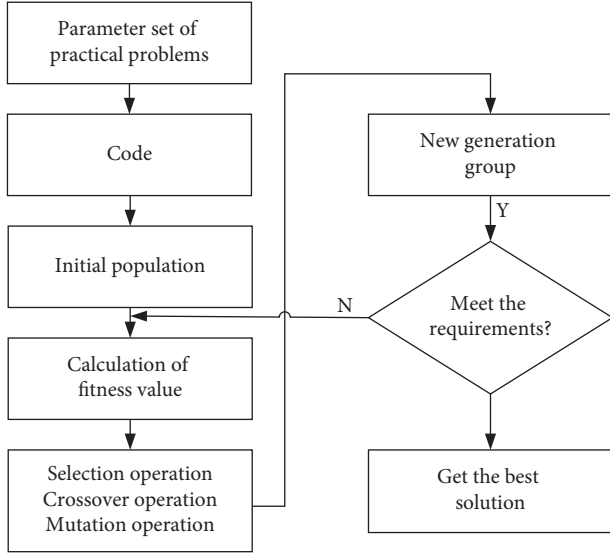 Parameter set of
practical problems
Code
Initial population
Calculation of
fitness value
Selection operation
Crossover operation
Mutation operation
New generation
group
Y
Meet the
requirements?
N
Get the best
solution